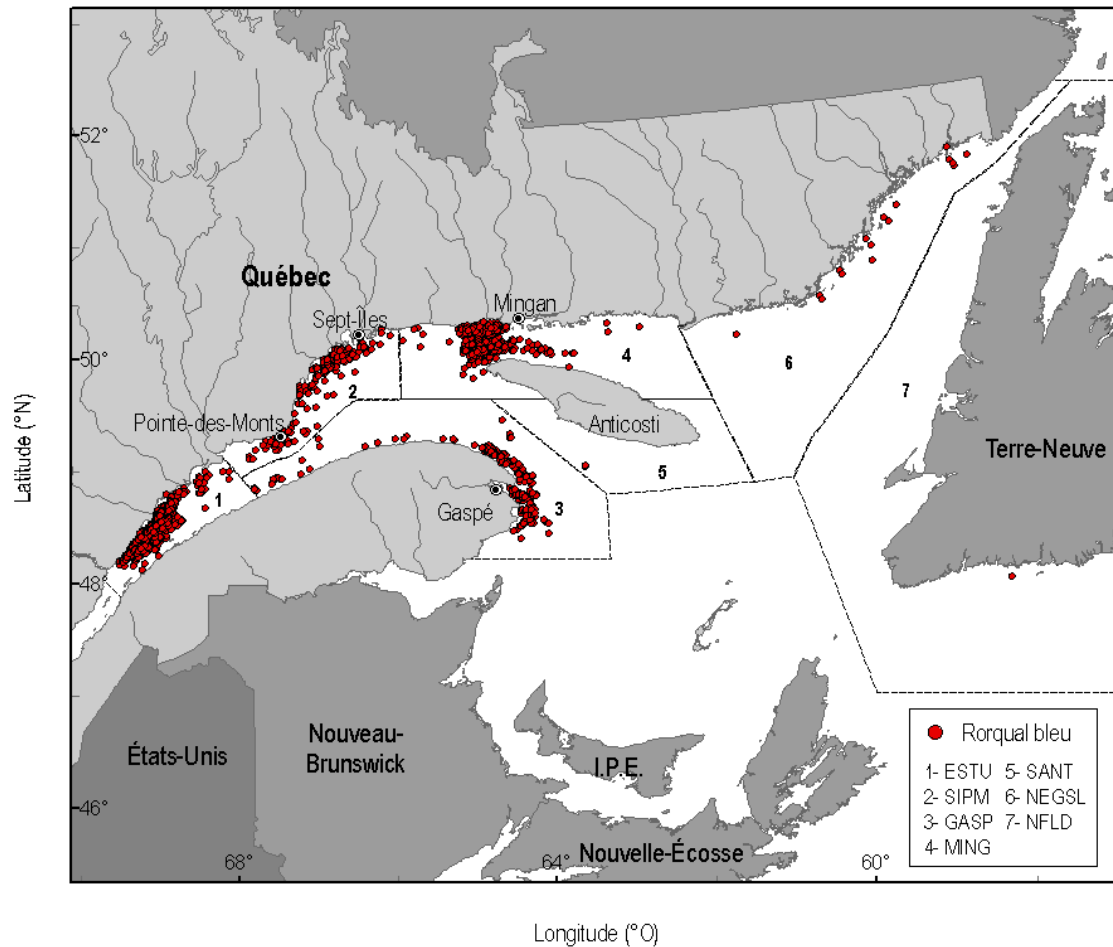 52°
Québec
Mingan
Sept-Îles
50°
4
6
2
7
Pointe-des-Monts
Anticosti
Terre-Neuve
Latitude (°N)
5
1
3
Gaspé
48°
Rorqual bleu
États-Unis
Nouveau-
Brunswick
I.P.E.
1- ESTU 5- SANT
2- SIPM 6- NEGSL
3- GASP 7- NFLD
4- MING
46°
68°
64°
60°
Nouvelle-Écosse
Longitude (°O)